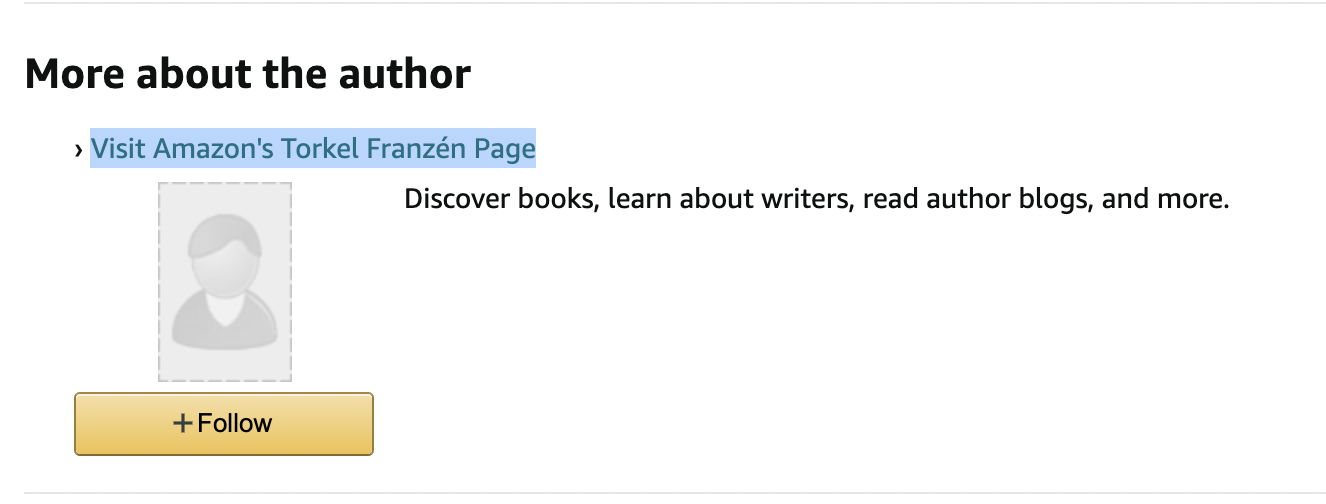 More about the author
› Visit Amazon's Torkel Franzén Page
Discover books, learn about writers, read author blogs, and more.
+Follow